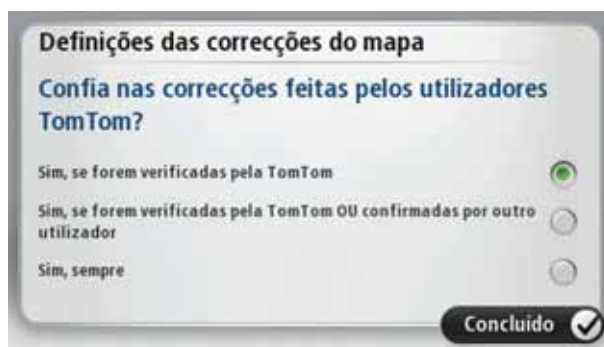 Definições das correcções do mapa
Confia nas correcções feitas pelos utilizadores
TomTom?
Sim, se forem verificadas pela TomTom
Sim, se forem verificadas pela TomTom OU confirmadas por outro
utilizador
Sim, sempre
Concluido